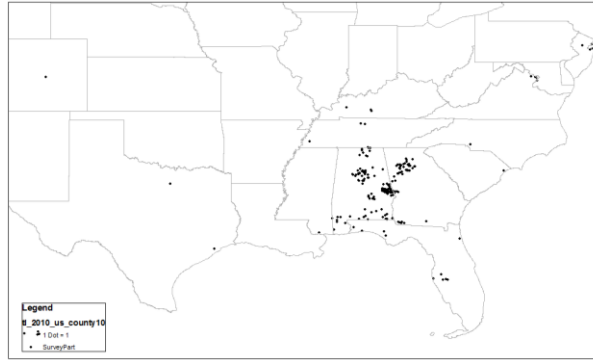 Legend
tl_2010_us_county10
1 Dot = 1
SurveyPart